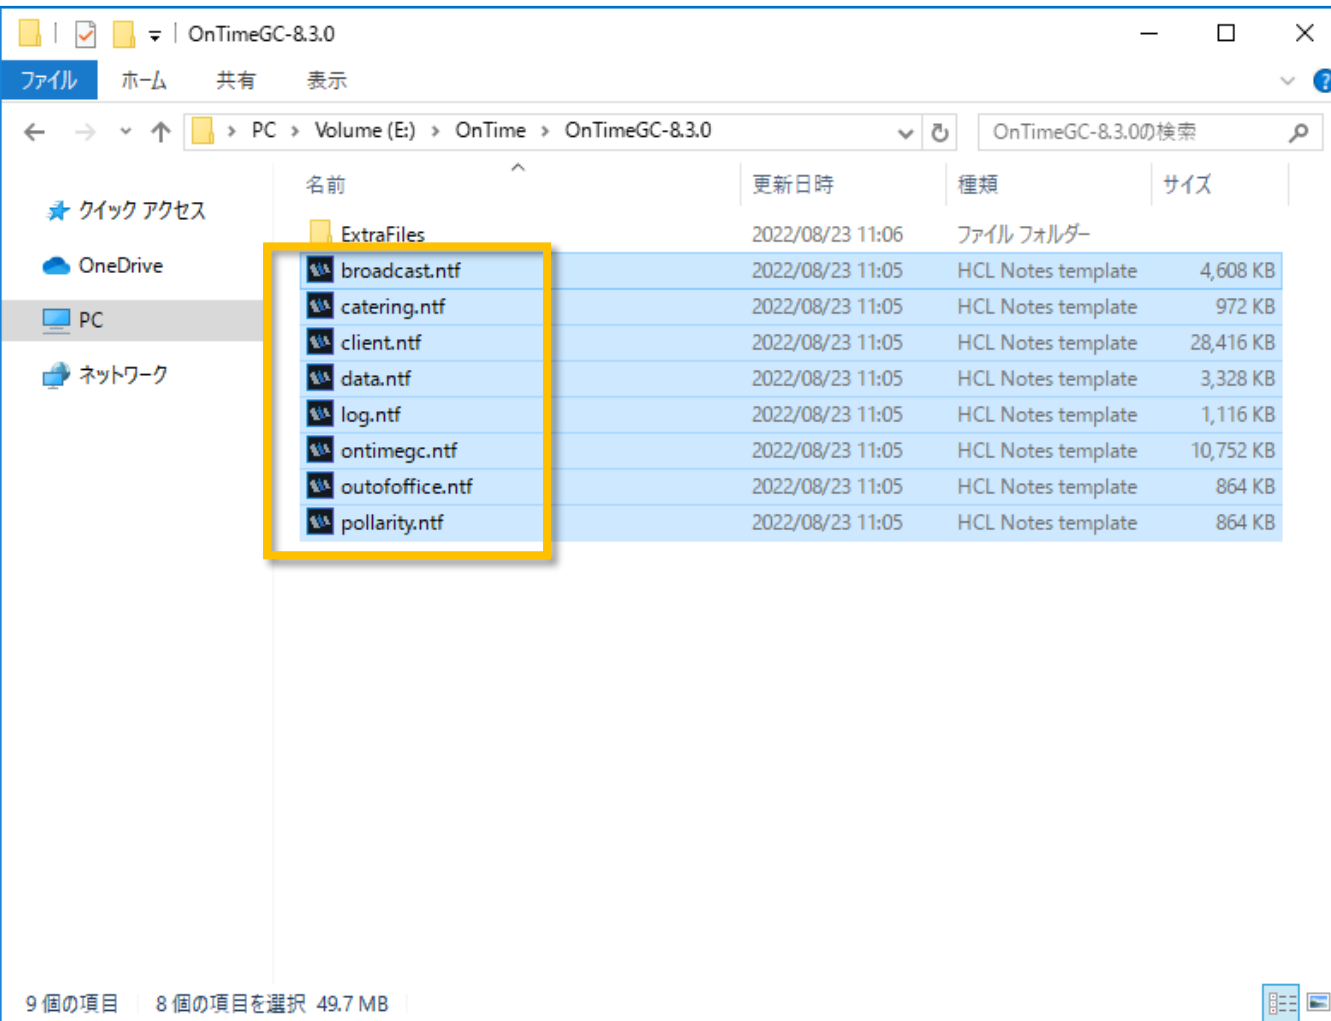 OnTimeGC-8.3.0
ファイル ホーム 共有 表示
PC > Volume (E:) > OnTime > OnTimeGC-8.3.0 OnTimeGC-8.3.0の検索
名前 更新日時 種類 サイズ
クイック アクセス
OneDrive
PC
ネットワーク
ExtraFiles 2022/08/23 11:06 ファイル フォルダー
broadcast.ntf 2022/08/23 11:05 HCL Notes template 4,608 KB
catering.ntf 2022/08/23 11:05 HCL Notes template 972 KB
client.ntf 2022/08/23 11:05 HCL Notes template 28,416 KB
data.ntf 2022/08/23 11:05 HCL Notes template 3,328 KB
log.ntf 2022/08/23 11:05 HCL Notes template 1,116 KB
ontimegc.ntf 2022/08/23 11:05 HCL Notes template 10,752 KB
outofoffice.ntf 2022/08/23 11:05 HCL Notes template 864 KB
pollarity.ntf 2022/08/23 11:05 HCL Notes template 864 KB
9 個の項目 8 個の項目を選択 49.7 MB